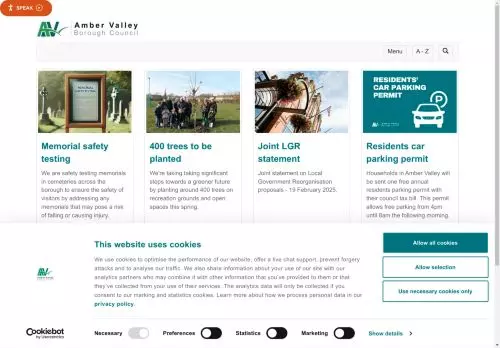 SPEAK
Amber Valley
Borough Council
Menu
A - Z
MEMORIAL
RESIDENTS'
CAR PARKING
PERMIT
Memorial safety
testing
We are safety testing memorials
in cemeteries across the
borough to ensure the safety of
visitors by addressing any
memorials that may pose a risk
of falling or causing injury.
400 trees to be
planted
We're taking taking significant
steps towards a greener future
by planting around 400 trees on
recreation grounds and open
spaces this spring.
Joint LGR
statement
Joint statement on Local
Government Reorganisation
proposals - 19 February 2025.
Residents car
parking permit
Households in Amber Valley will
be sent one free annual
residents parking permit with
their council tax bill. This permit
allows free parking from 4pm
until 8am the following morning.
This website uses cookies
We use cookies to optimise the performance of our website, offer a live chat support, prevent forgery
attacks and to analyse our traffic. We also share information about your use of our site with our
analytics partners who may combine it with other information that you've provided to them or that
they've collected from your use of their services. The analytics data will only be collected if you
consent to our marking and statistics cookies. Learn more about how we process personal data in our
privacy policy.
Allow all cookies
Allow selection
Use necessary cookies only
Cookiebot
by Usercentrics
Necessary
Preferences
Statistics
Marketing
Show details